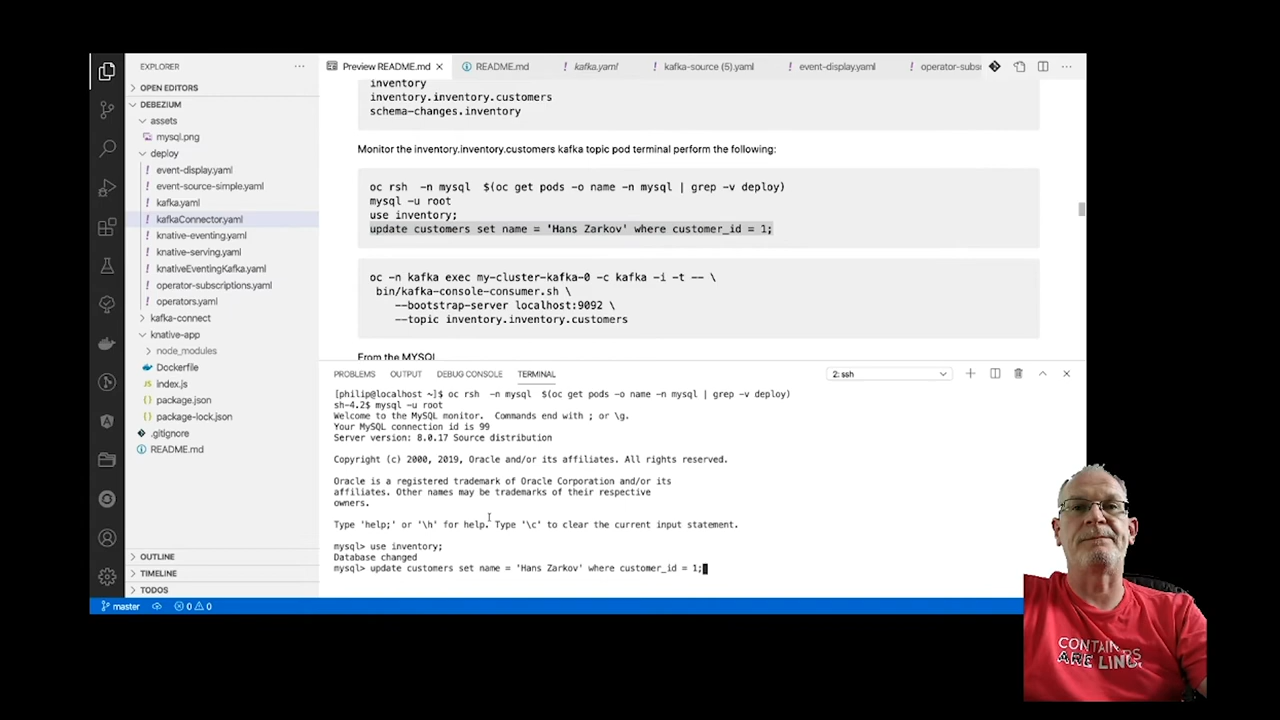 EXPLORER
Preview README.md
README.md
kafka.yaml
kafka-source (5).yaml
event-display.yaml
operator-subs
OPEN EDITORS
DEBEZIUM
assets
mysql.png
deploy
event-display.yaml
event-source-simple.yaml
kafka.yaml
kafkaConnector.yaml
knative-eventing.yaml
knative-serving.yaml
knativeEventingKafka.yaml
operator-subscriptions.yaml
operators.yaml
kafka-connect
knative-app
node_modules
Dockerfile
index.js
package.json
package-lock.json
.gitignore
README.md
OUTLINE
TIMELINE
TODOS
inventory
inventory.inventory.customers
schema-changes.inventory
Monitor the inventory.inventory.customers kafka topic pod terminal perform the following:
oc rsh  -n mysql  $(oc get pods -o name -n mysql | grep -v deploy)
mysql -u root
use inventory;
update customers set name = 'Hans Zarkov' where customer_id = 1;
oc -n kafka exec my-cluster-kafka-0 -c kafka -i -t -- \
bin/kafka-console-consumer.sh \
--bootstrap-server localhost:9092 \
--topic inventory.inventory.customers
From the MYSQL
PROBLEMS
OUTPUT
DEBUG CONSOLE
TERMINAL
2: ssh
[philip@localhost ~]$ oc rsh  -n mysql  $(oc get pods -o name -n mysql | grep -v deploy)
sh-4.2$ mysql -u root
Welcome to the MySQL monitor.  Commands end with ; or \g.
Your MySQL connection id is 99
Server version: 8.0.17 Source distribution
Copyright (c) 2000, 2019, Oracle and/or its affiliates. All rights reserved.
Oracle is a registered trademark of Oracle Corporation and/or its
affiliates. Other names may be trademarks of their respective
owners.
Type 'help;' or '\h' for help. Type '\c' to clear the current input statement.
mysql> use inventory;
Database changed
mysql> update customers set name = 'Hans Zarkov' where customer_id = 1;
master
0
0
ARE